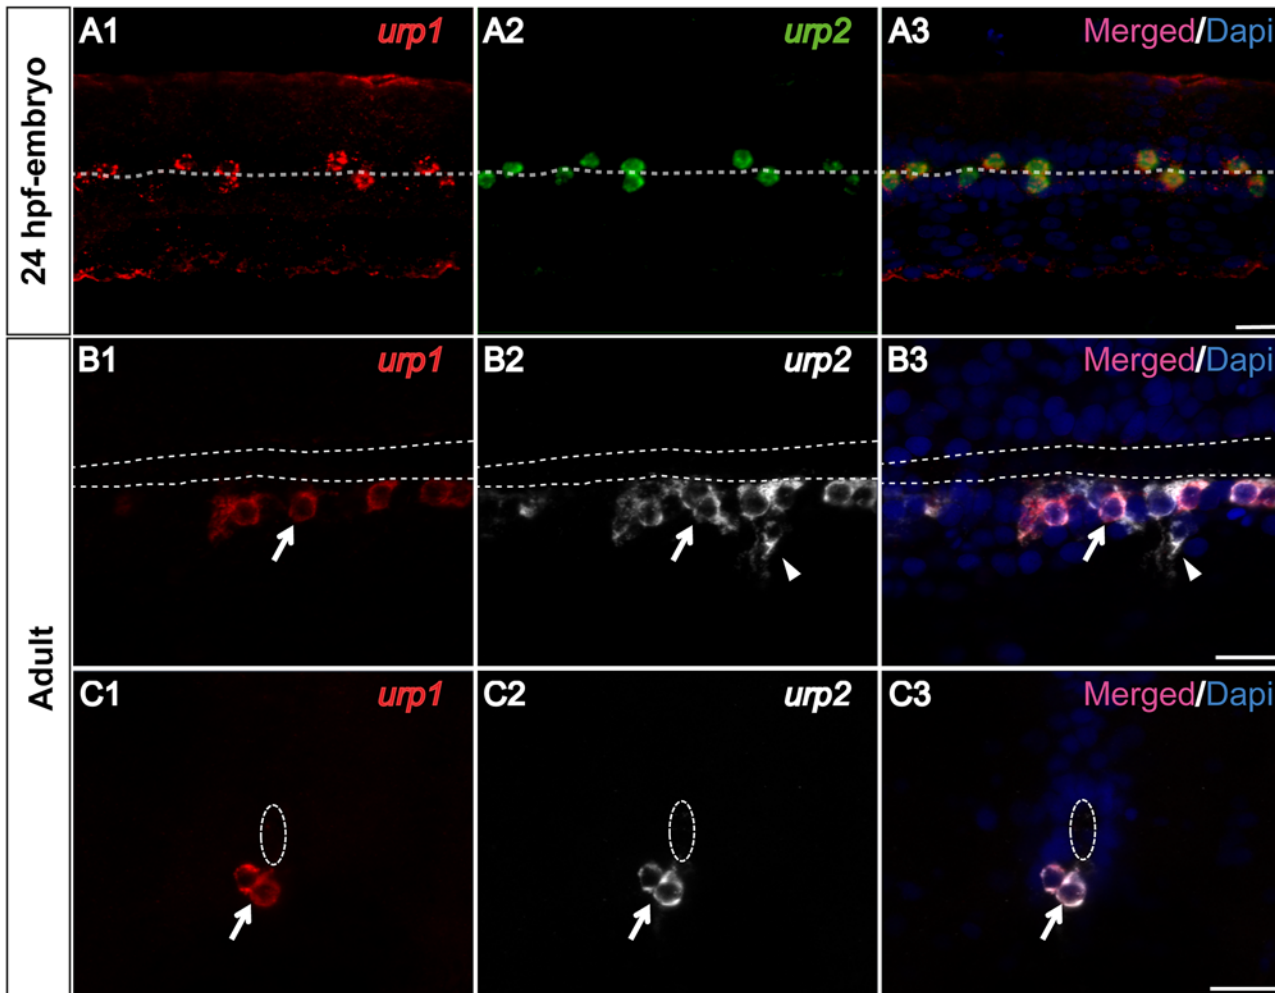 24 hpf-embryo
A1 urp1
A2 urp2
A3 Merged/Dapi
Adult
B1 urp1
B2 urp2
B3 Merged/Dapi
C1 urp1
C2 urp2
C3 Merged/Dapi